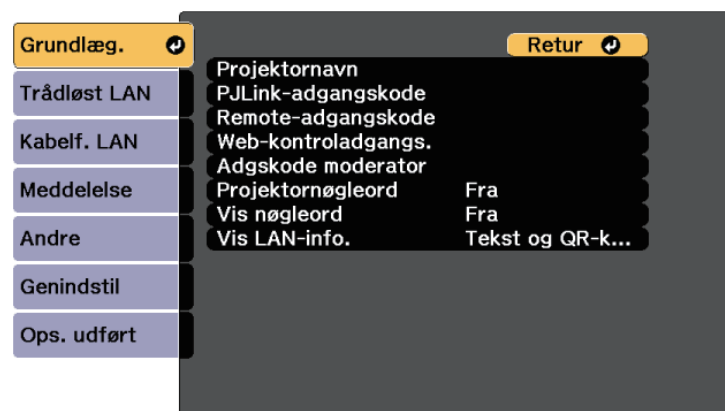 Grundlæg.
Trådløst LAN
Kabelf. LAN
Meddelelse
Andre
Genindstil
Ops. udført
Retur
Projektornavn
PJLink-adgangskode
Remote-adgangskode
Web-kontroladgangs.
Adgskode moderator
Projektornøgleord Fra
Vis nøgleord Fra
Vis LAN-info. Tekst og QR-k...